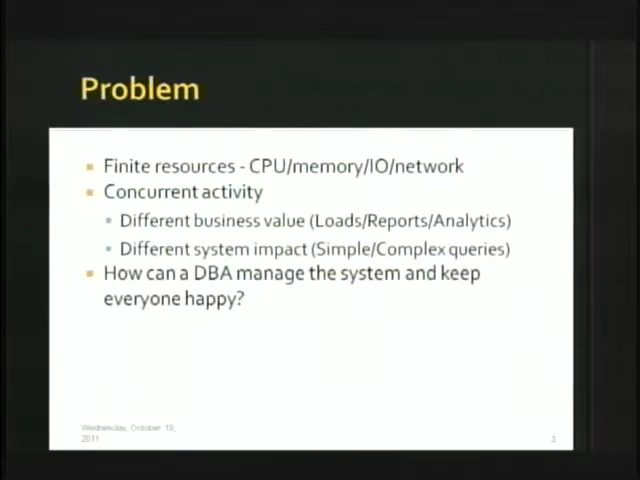 Problem
Finite resources - CPU/memory/IO/network
Concurrent activity
Different business value (Loads/Reports/Analytics)
Different system impact (Simple/Complex queries)
How can a DBA manage the system and keep
everyone happy?
Wednesday, October 19,
2011
3